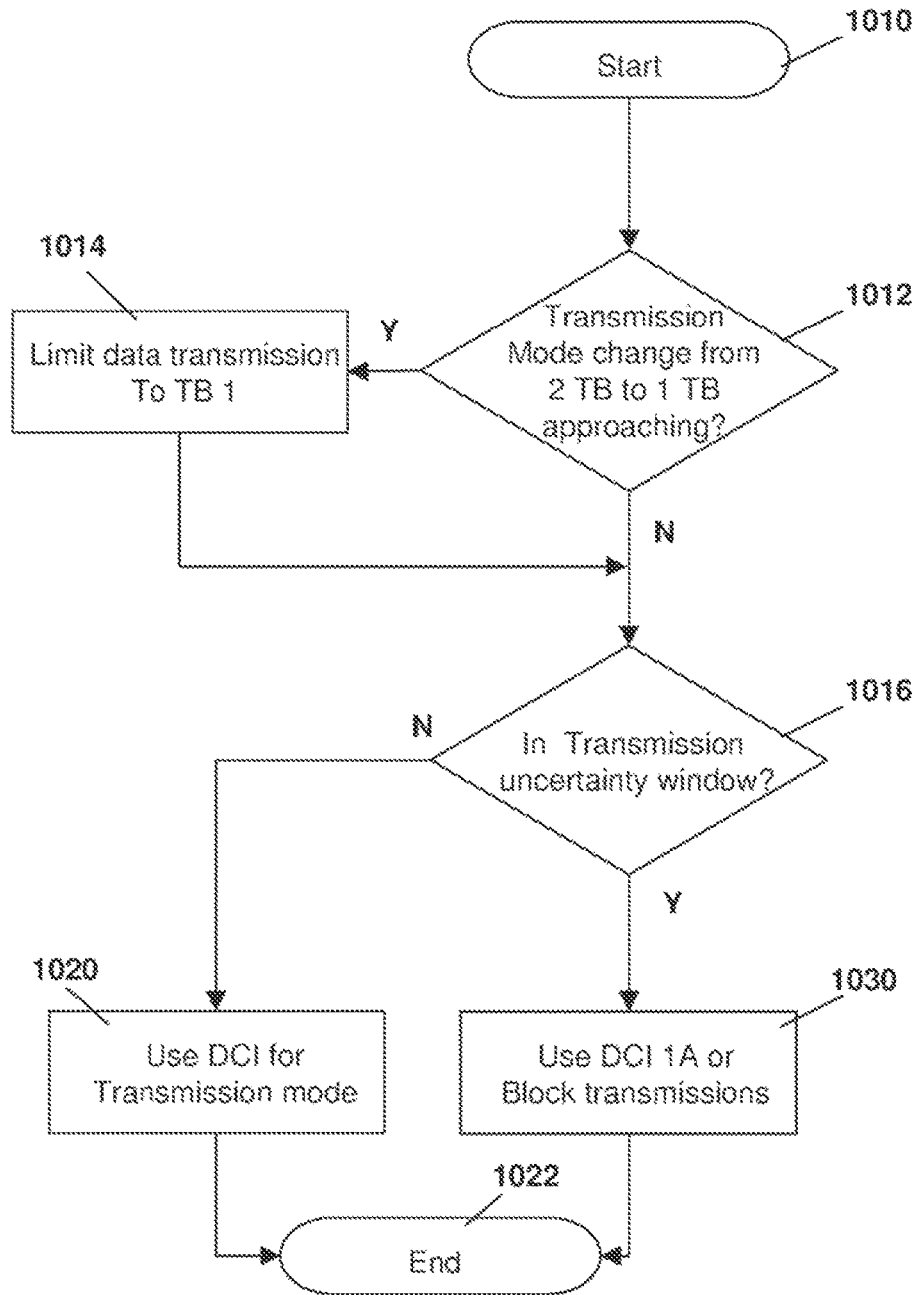 1010
Start
1012
Transmission
Mode change from
2 TB to 1 TB
approaching?
Y
1014
Limit data transmission
To TB 1
N
1016
In Transmission
uncertainty window?
N
Y
1020
Use DCI for
Transmission mode
1030
Use DCI 1A or
Block transmissions
1022
End